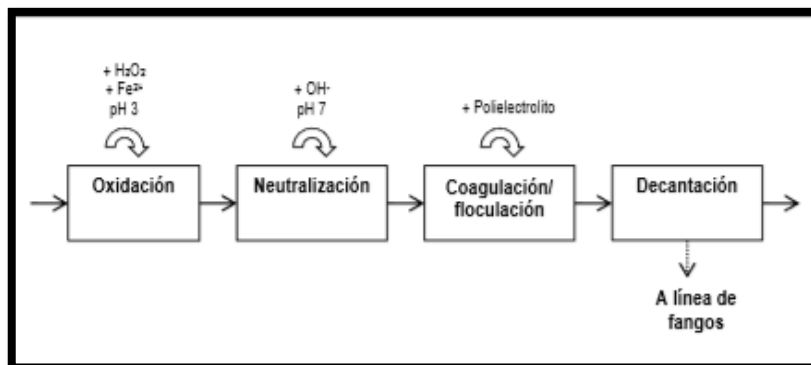 + H₂O₂
+ Fe²⁺
pH 3
Oxidación
+ OH-
pH 7
Neutralización
+ Polielectrolito
Coagulación/
floculación
Decantación
A línea de
fangos